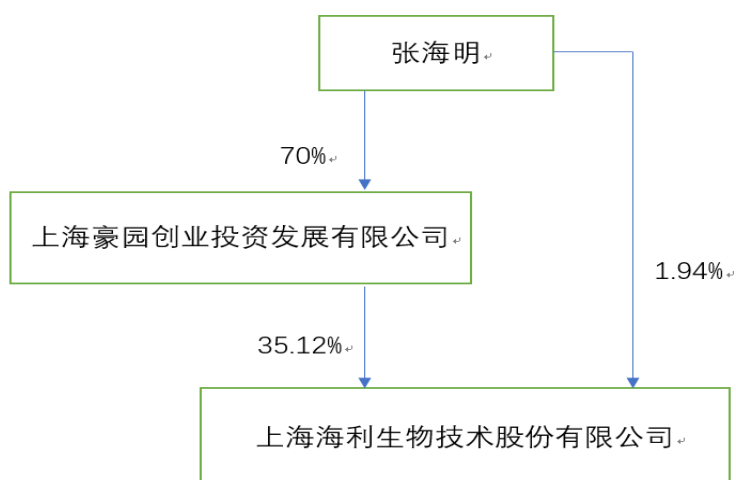 张海明
70%
上海豪园创业投资发展有限公司
1.94%
35.12%
上海海利生物技术股份有限公司